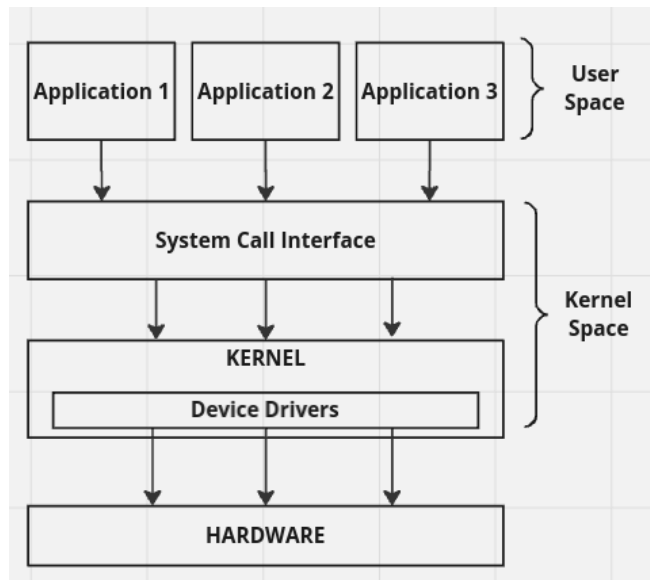 Application 1
Application 2
Application 3
User
Space
System Call Interface
Kernel
Space
KERNEL
Device Drivers
HARDWARE